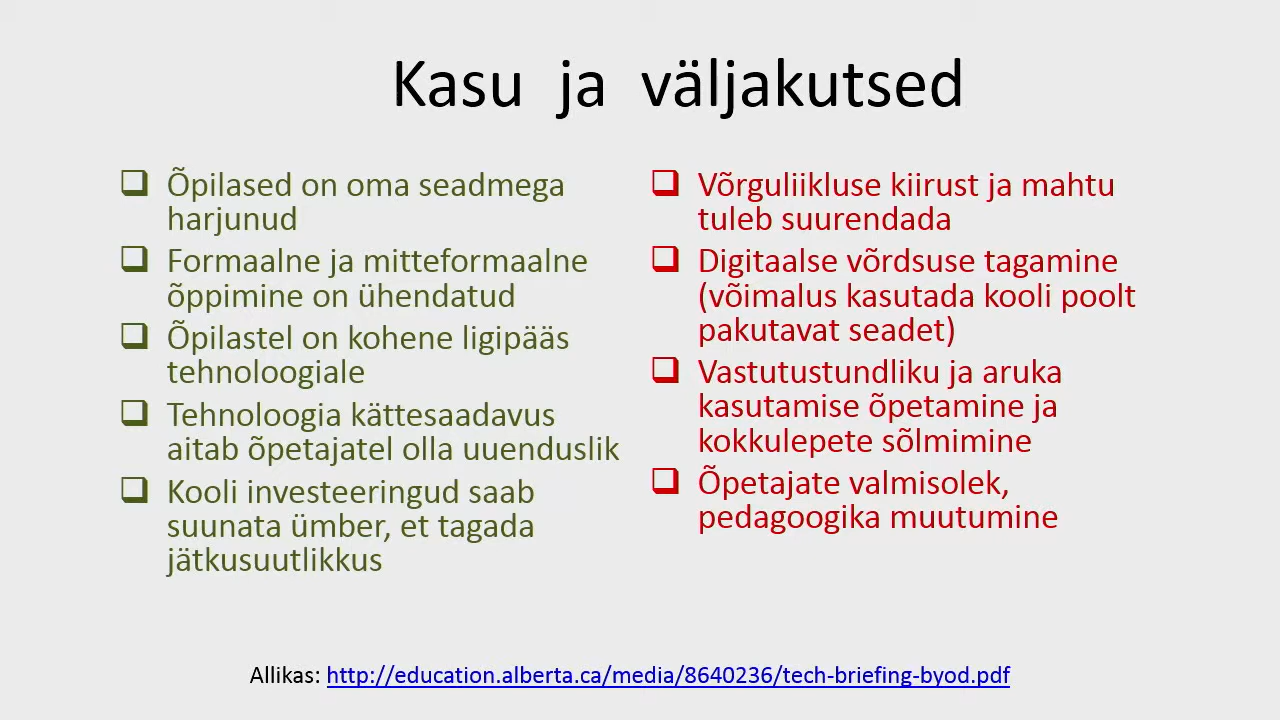 Kasu ja väljakutsed
Õpilased on oma seadmega
harjunud
Formaalne ja mitteformaalne
õppimine on ühendatud
Õpilastel on kohene ligipääs
tehnoloogiale
Tehnoloogia kättesaadavus
aitab õpetajatel olla uuenduslik
Kooli investeeringud saab
suunata ümber, et tagada
jätkusuutlikkus
Võrguliikluse kiirust ja mahtu
tuleb suurendada
Digitaalse võrdsuse tagamine
(võimalus kasutada kooli poolt
pakutavat seadet)
Vastutustundliku ja aruka
kasutamise õpetamine ja
kokkulepete sõlmimine
Õpetajate valmisolek,
pedagoogika muutumine
Allikas: http://education.alberta.ca/media/8640236/tech-briefing-byod.pdf